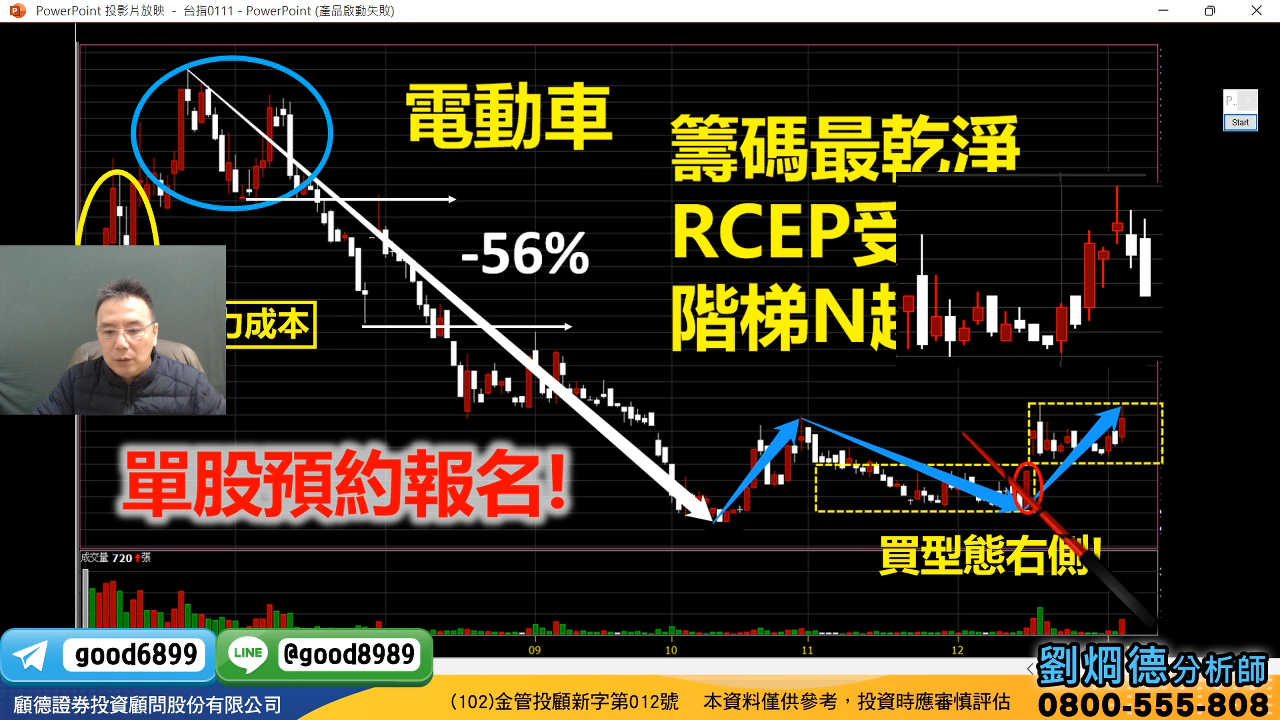 PowerPoint 投影片放映 - 台指0111 - PowerPoint (產品啟動失敗)
P..
Start
電動車
籌碼最乾淨
RCEP受
階梯N起
-56%
力成本
單股預約報名!
買型態右側!
成交量 720 張
09
10
11
12
good6899
LINE
@good8989
劉烱德分析師
0800-555-808
顧德證券投資顧問股份有限公司
(102)金管投顧新字第012號
本資料僅供參考，投資時應審慎評估